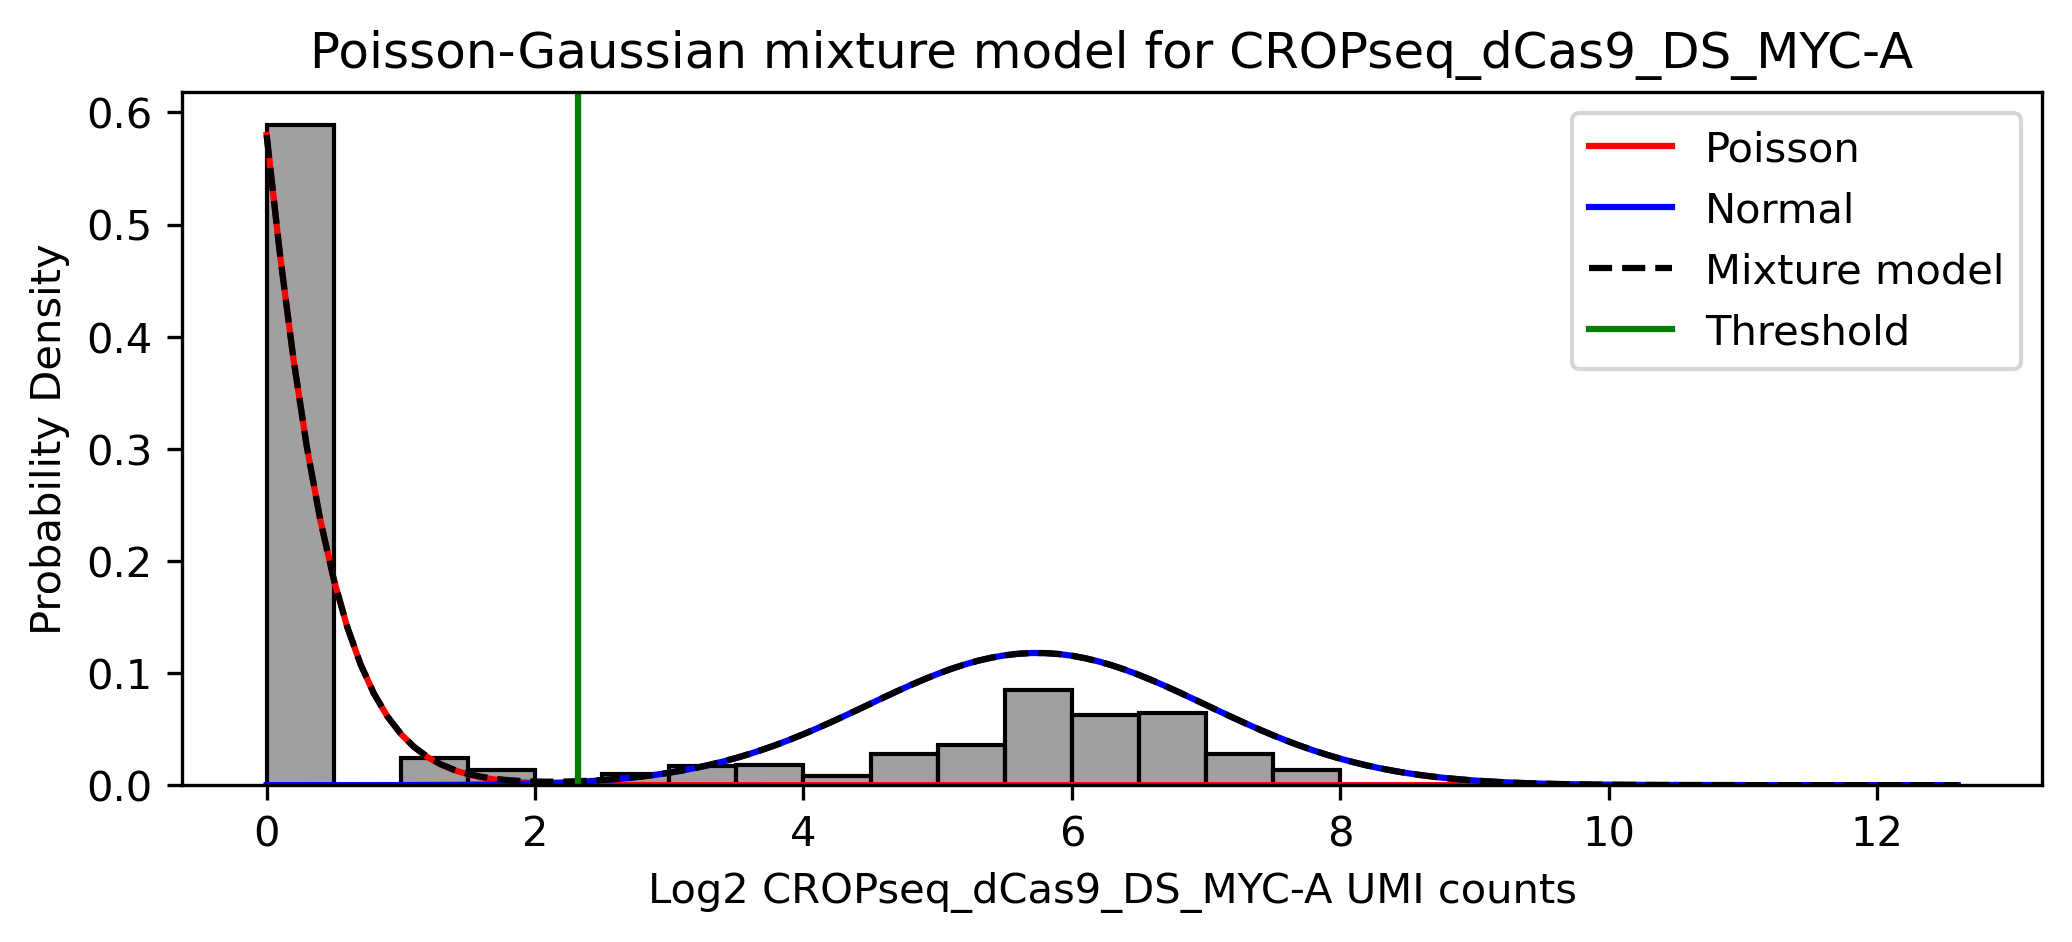 Poisson-Gaussian mixture model for CROPseq_dCas9_DS_MYC-A
Probability Density
0.6
0.5
0.4
0.3
0.2
0.1
0.0
Poisson
Normal
Mixture model
Threshold
0 2 4 6 8 10 12
Log2 CROPseq_dCas9_DS_MYC-A UMI counts